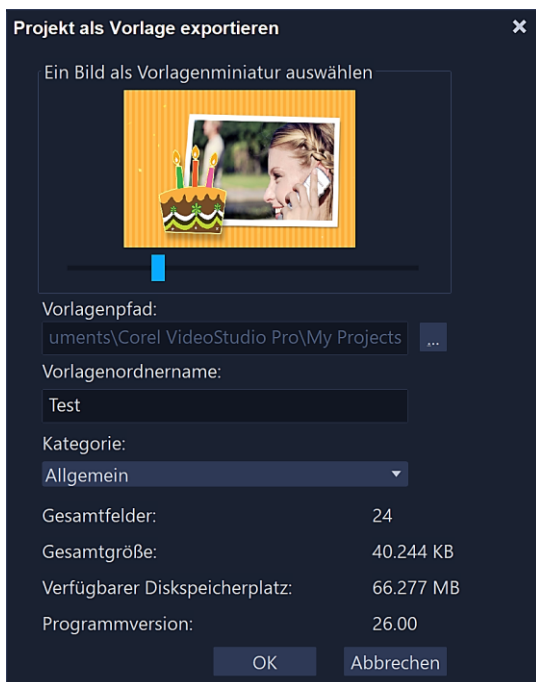 Projekt als Vorlage exportieren
Ein Bild als Vorlagenminiatur auswählen
Vorlagenpfad:
uments\Corel VideoStudio Pro\My Projects ...
Vorlagenordnername:
Test
Kategorie:
Allgemein
Gesamtfelder: 24
Gesamtgröße: 40.244 KB
Verfügbarer Diskspeicherplatz: 66.277 MB
Programmversion: 26.00
OK Abbrechen